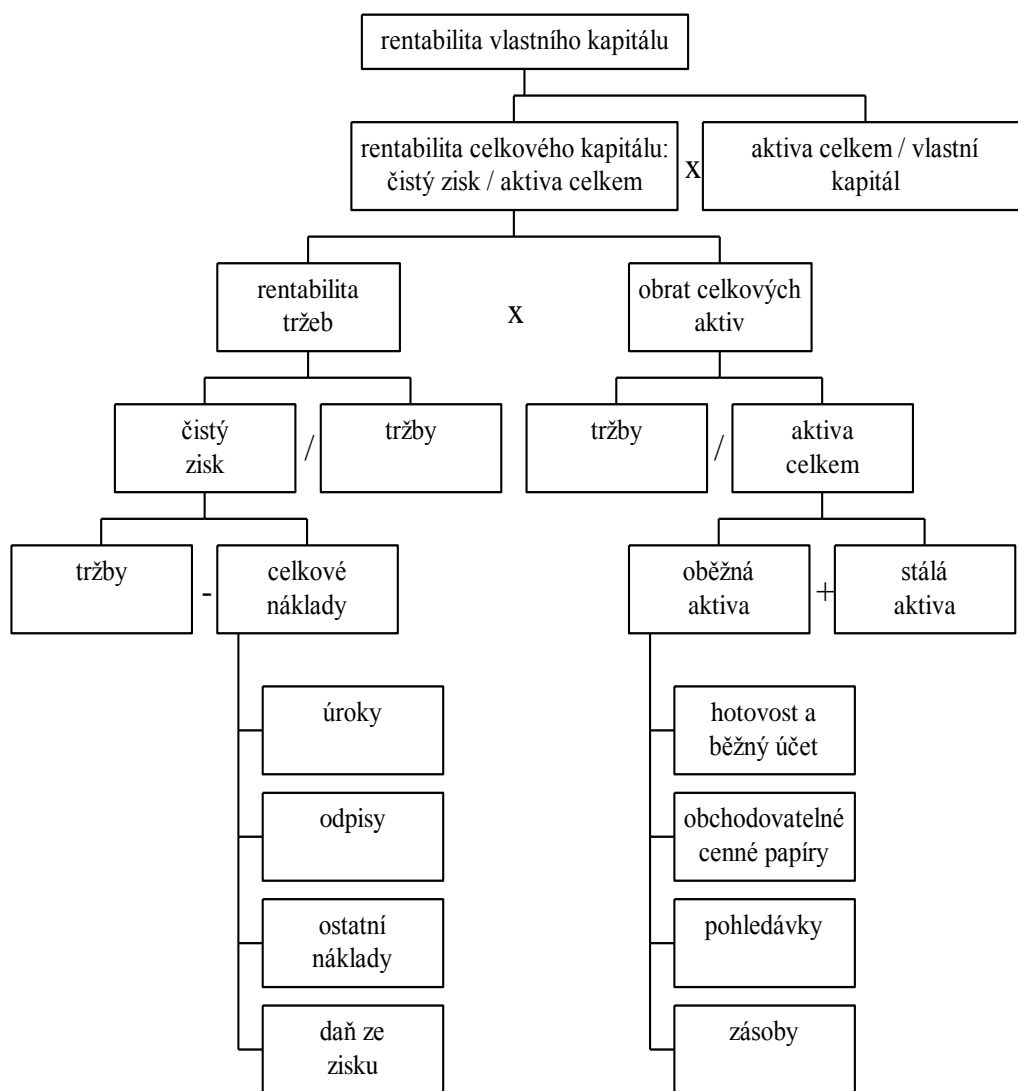 rentabilita vlastního kapitálu
rentabilita celkového kapitálu:
čistý zisk / aktiva celkem
x
aktiva celkem / vlastní
kapitál
rentabilita
tržeb
x
obrat celkových
aktiv
čistý
zisk
/
tržby
tržby
/
aktiva
celkem
tržby
-
celkové
náklady
oběžná
aktiva
+
stálá
aktiva
úroky
hotovost a
běžný účet
odpisy
obchodovatelné
cenné papíry
ostatní
náklady
pohledávky
daň ze
zisku
zásoby